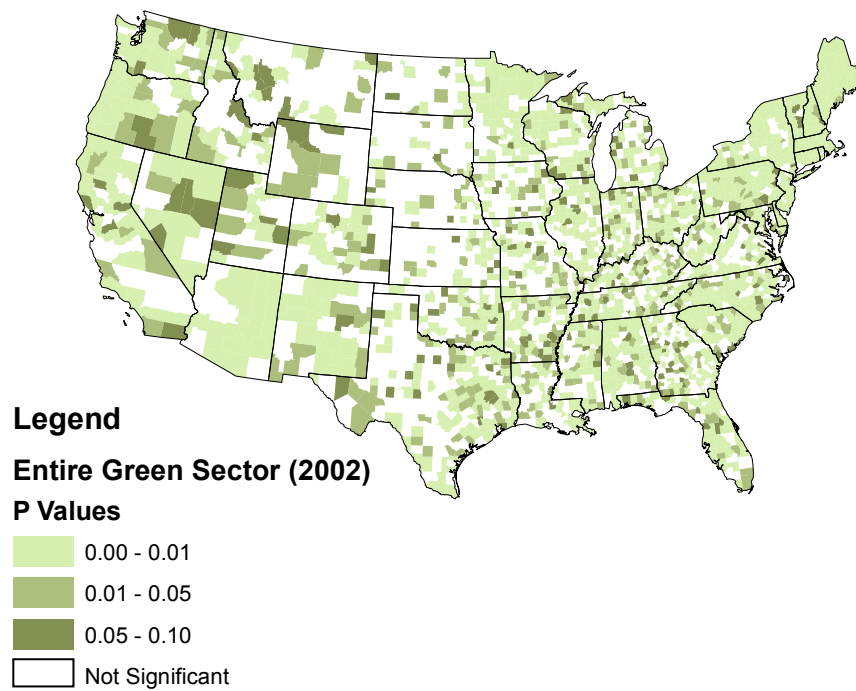 Legend
Entire Green Sector (2002)
P Values
0.00 - 0.01
0.01 - 0.05
0.05 - 0.10
Not Significant